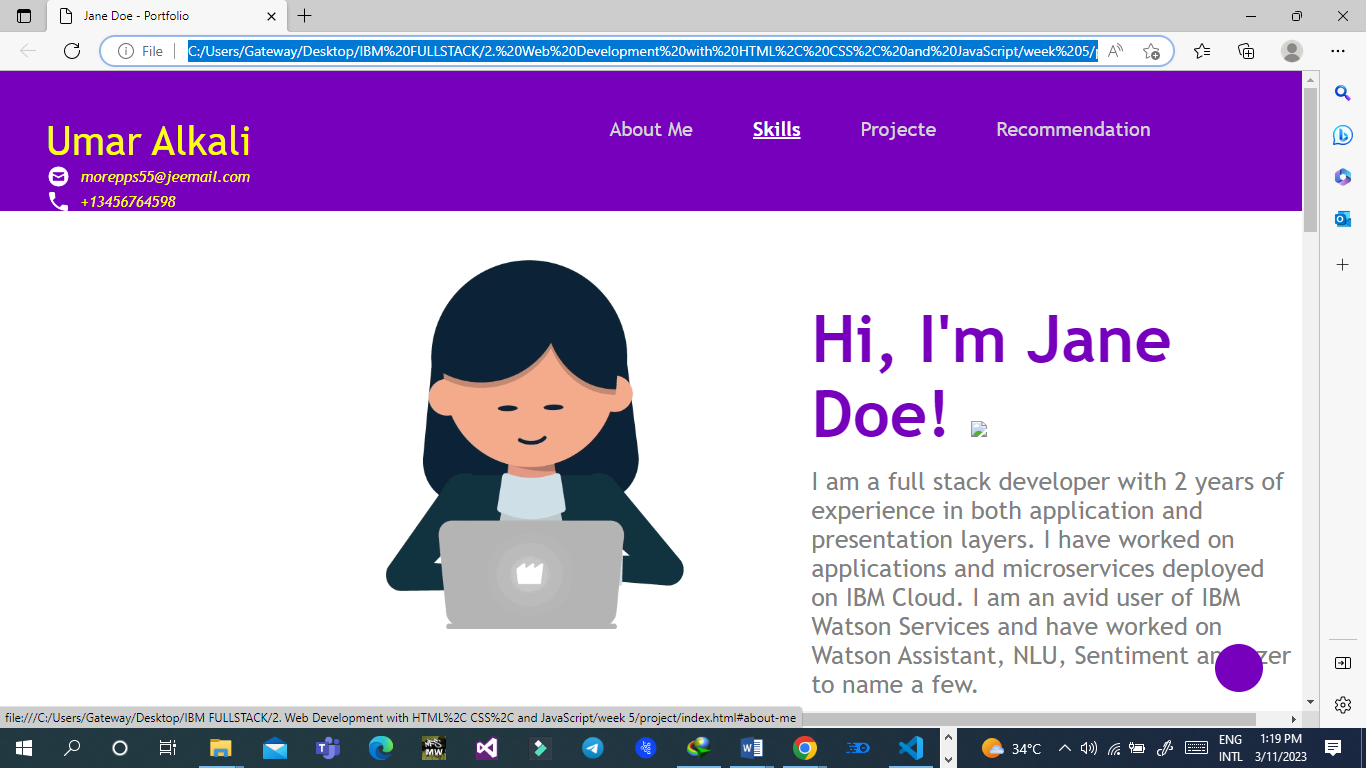 Jane Doe - Portfolio
File
C:/Users/Gateway/Desktop/IBM%20FULLSTACK/2.%20Web%20Development%20with%20HTML%2C%20CSS%2C%20and%20JavaScript/week%205/p
Umar Alkali
morepps55@jeemail.com
+13456764598
About Me
Skills
Projecte
Recommendation
Hi, I'm Jane
Doe!
I am a full stack developer with 2 years of
experience in both application and
presentation layers. I have worked on
applications and microservices deployed
on IBM Cloud. I am an avid user of IBM
Watson Services and have worked on
Watson Assistant, NLU, Sentiment
to name a few.
file:///C:/Users/Gateway/Desktop/IBM FULLSTACK/2. Web Development with HTML%2C CSS%2C and JavaScript/week 5/project/index.html#about-me
34°C
ENG
INTL
1:19 PM
3/11/2023